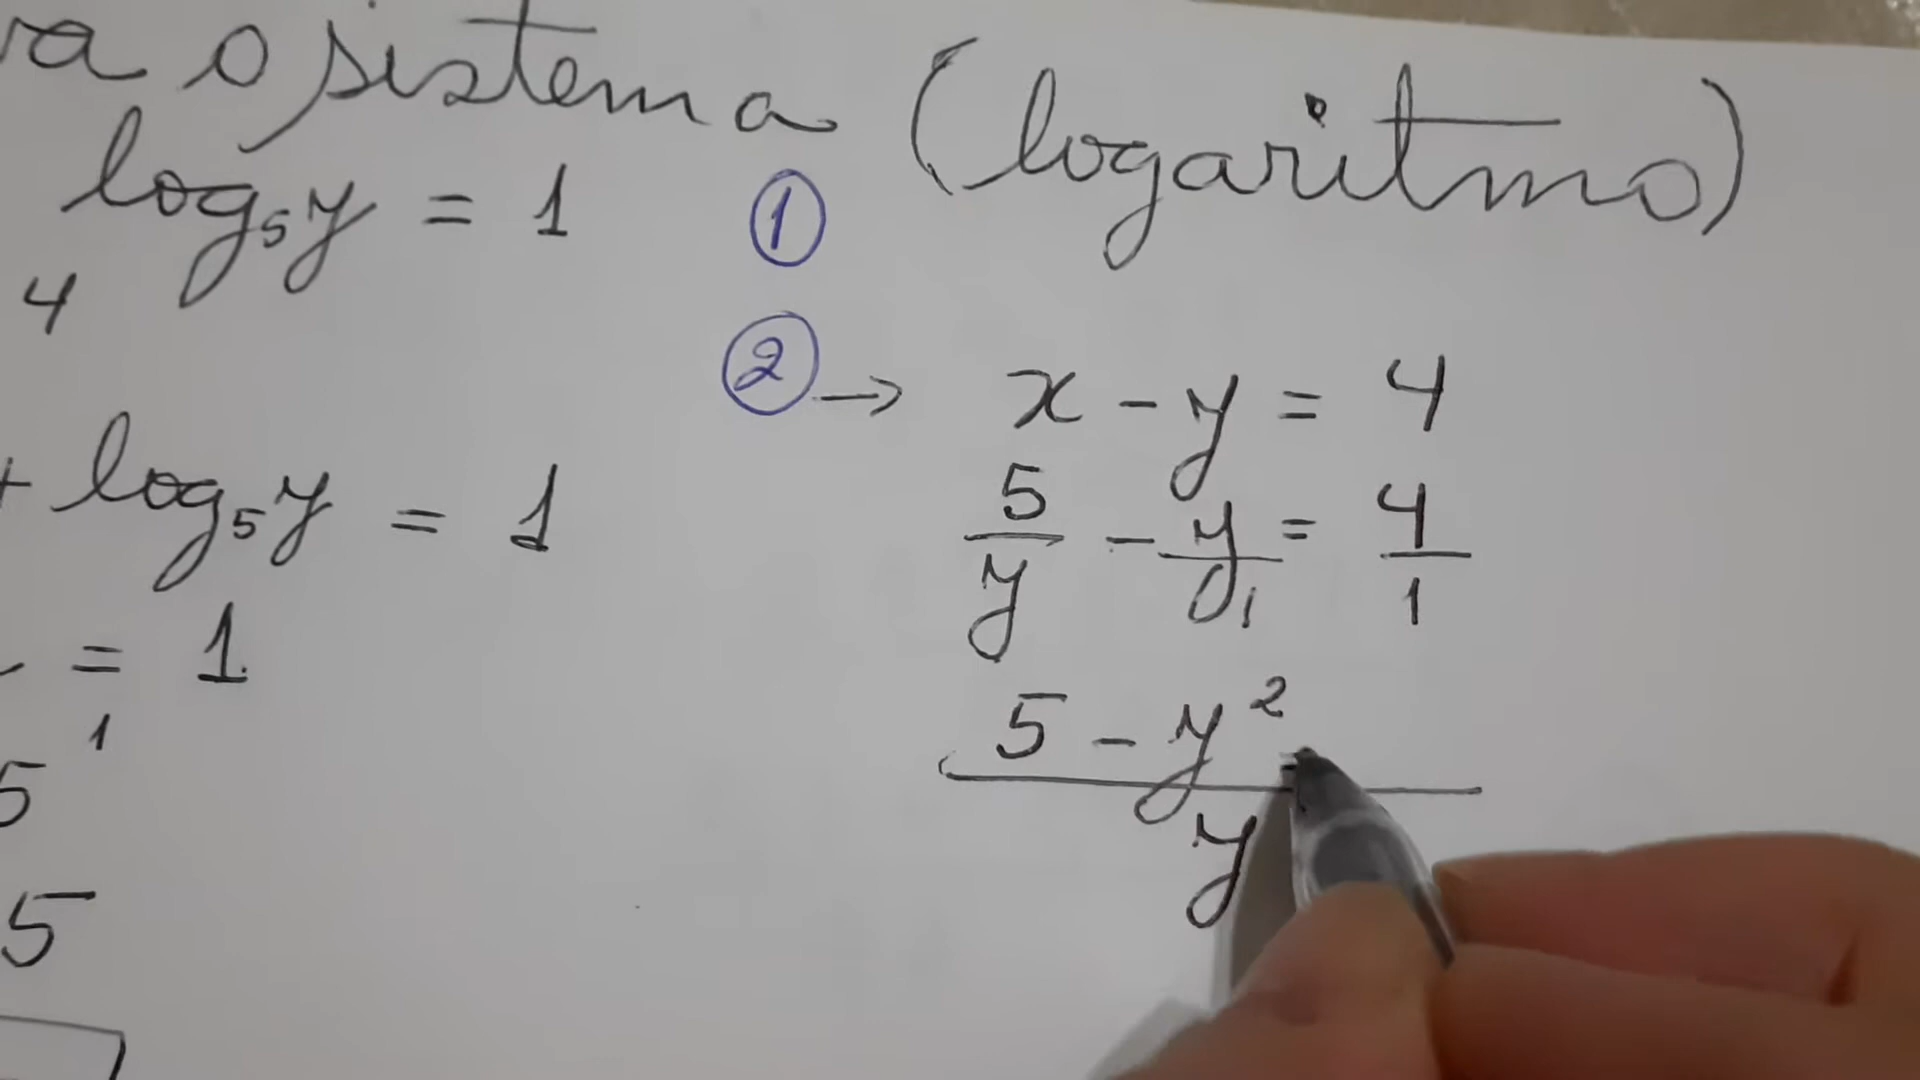 o sistema (logaritmo)
log₅y = 1 ①
4
② → x - y = 4
5/y - y/1 = 4/1
+ log₅y = 1
= 1
5 - y² =
y
1
5
5